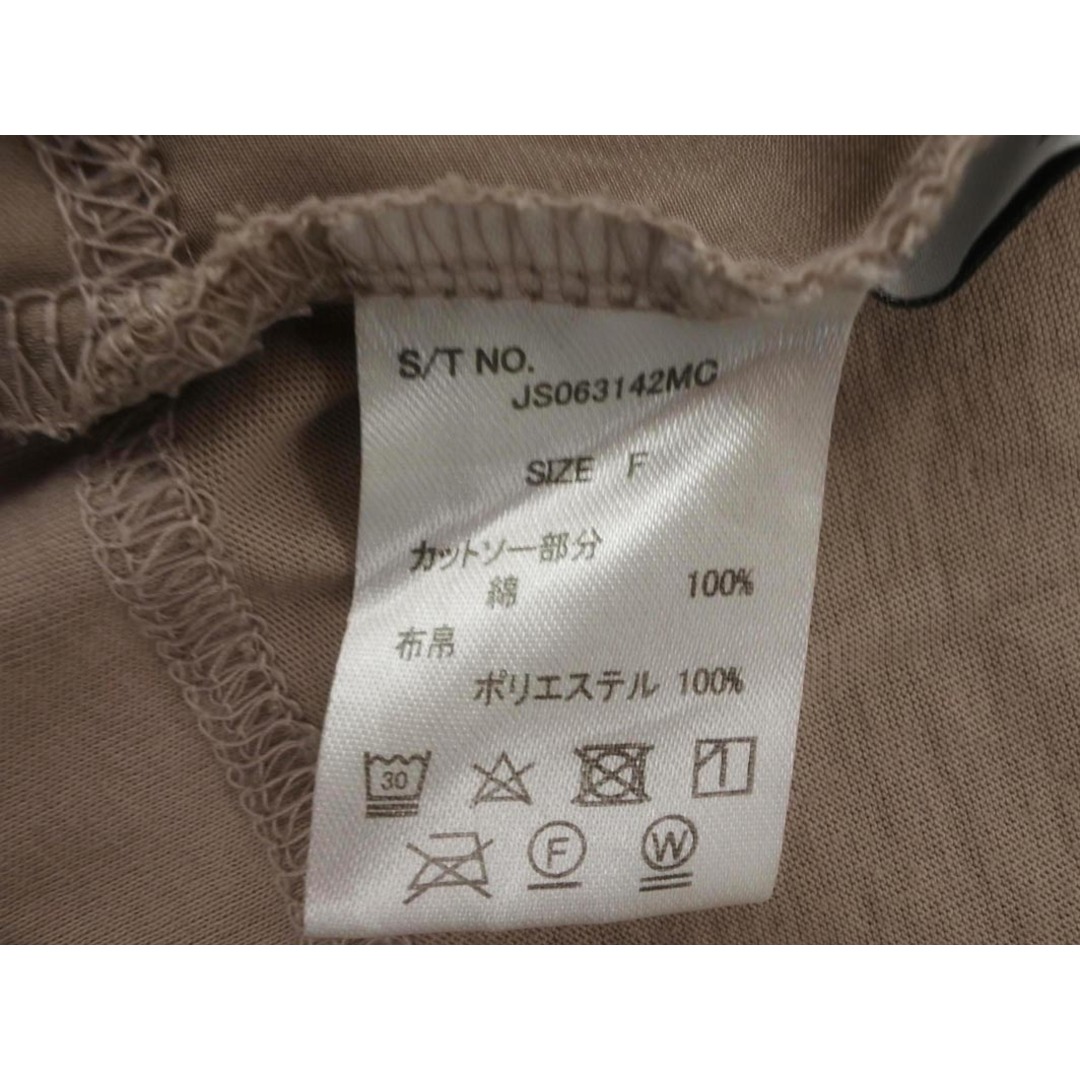 S/T NO.
JS063142MC
SIZE F
カットソー部分
綿 100%
布帛
ポリエステル 100%
30
F W